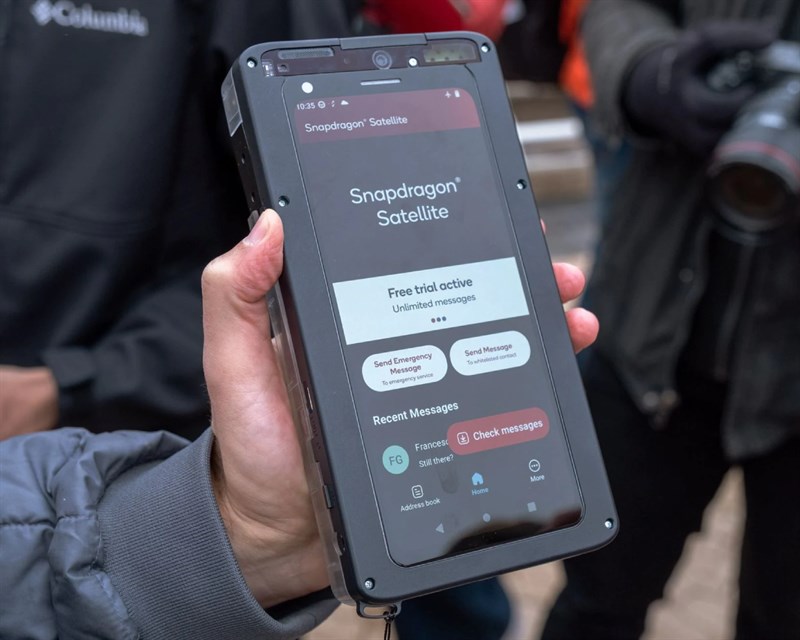 Columbia
10:35
Snapdragon® Satellite
Snapdragon®
Satellite
Free trial active
Unlimited messages
Send Emergency
Message
To emergency service
Send Message
To whitelisted contact
Recent Messages
FG
Francesc
Still there?
Check messages
Address book
Home
More